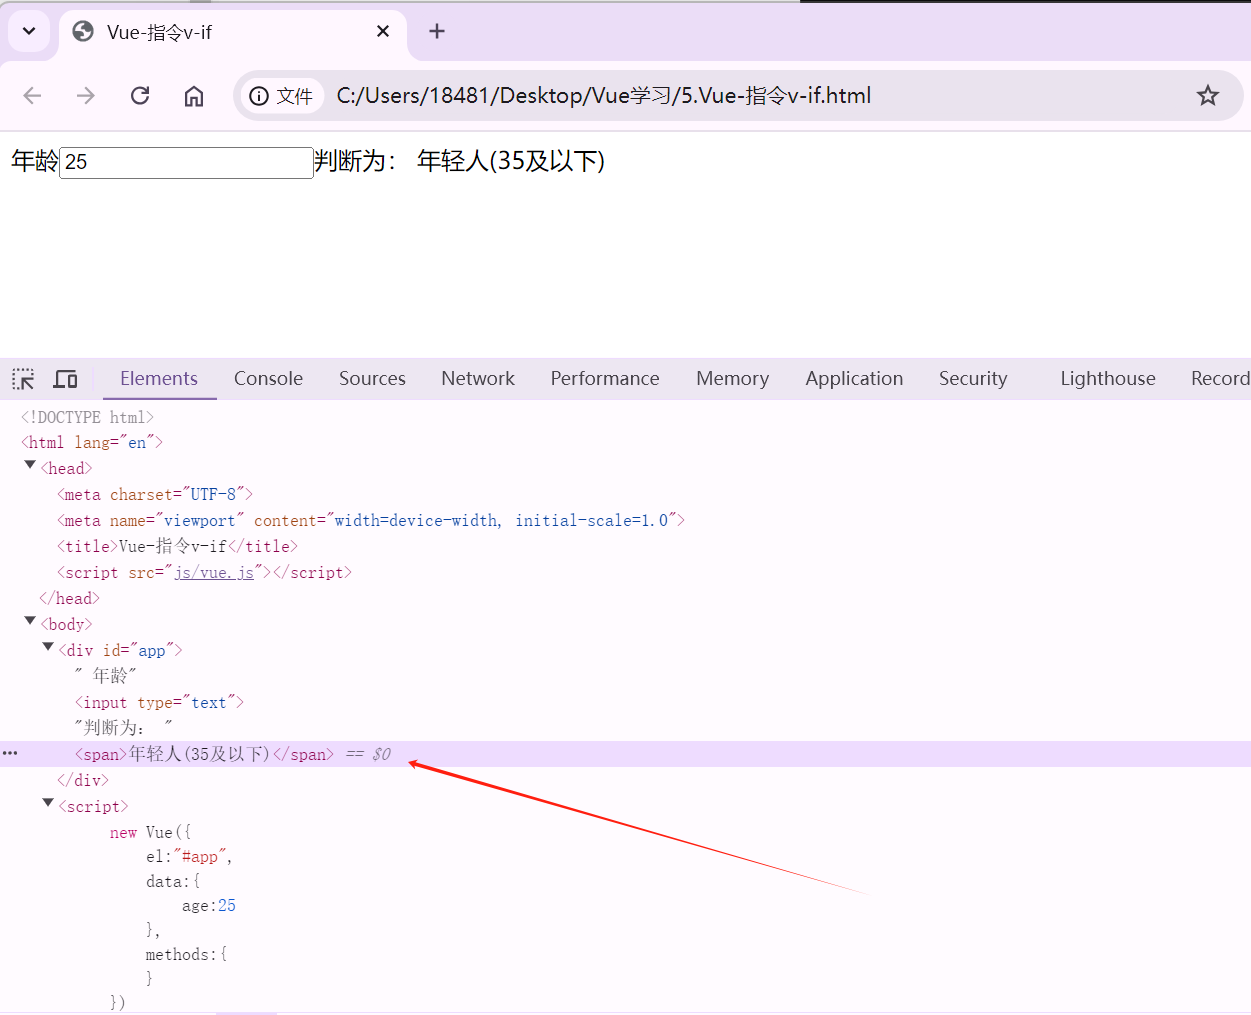 Vue-指令v-if
文件 C:/Users/18481/Desktop/Vue学习/5.Vue-指令v-if.html
年龄25判断为： 年轻人(35及以下)
Elements Console Sources Network Performance Memory Application Security Lighthouse Record
<!DOCTYPE html>
<html lang="en">
<head>
<meta charset="UTF-8">
<meta name="viewport" content="width=device-width, initial-scale=1.0">
<title>Vue-指令v-if</title>
<script src="js/vue.js"></script>
</head>
<body>
<div id="app">
" 年龄"
<input type="text">
"判断为： "
<span>年轻人(35及以下)</span> == $0
</div>
<script>
new Vue({
el:"#app",
data:{
age:25
},
methods:{
}
})